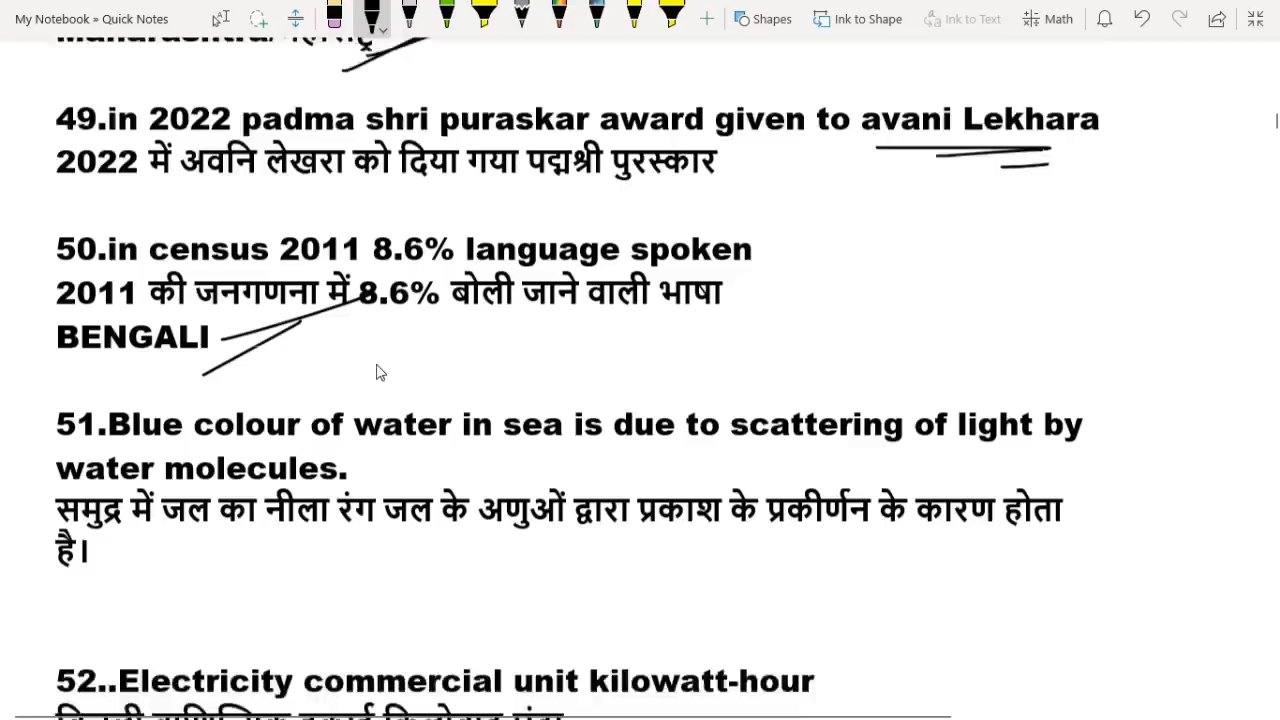 My Notebook » Quick Notes
Shapes
Ink to Shape
Ink to Text
Math
49.in 2022 padma shri puraskar award given to avani Lekhara
2022 में अवनि लेखरा को दिया गया पद्मश्री पुरस्कार
50.in census 2011 8.6% language spoken
2011 की जनगणना में 8.6% बोली जाने वाली भाषा
BENGALI
51.Blue colour of water in sea is due to scattering of light by
water molecules.
समुद्र में जल का नीला रंग जल के अणुओं द्वारा प्रकाश के प्रकीर्णन के कारण होता
है।
52..Electricity commercial unit kilowatt-hour